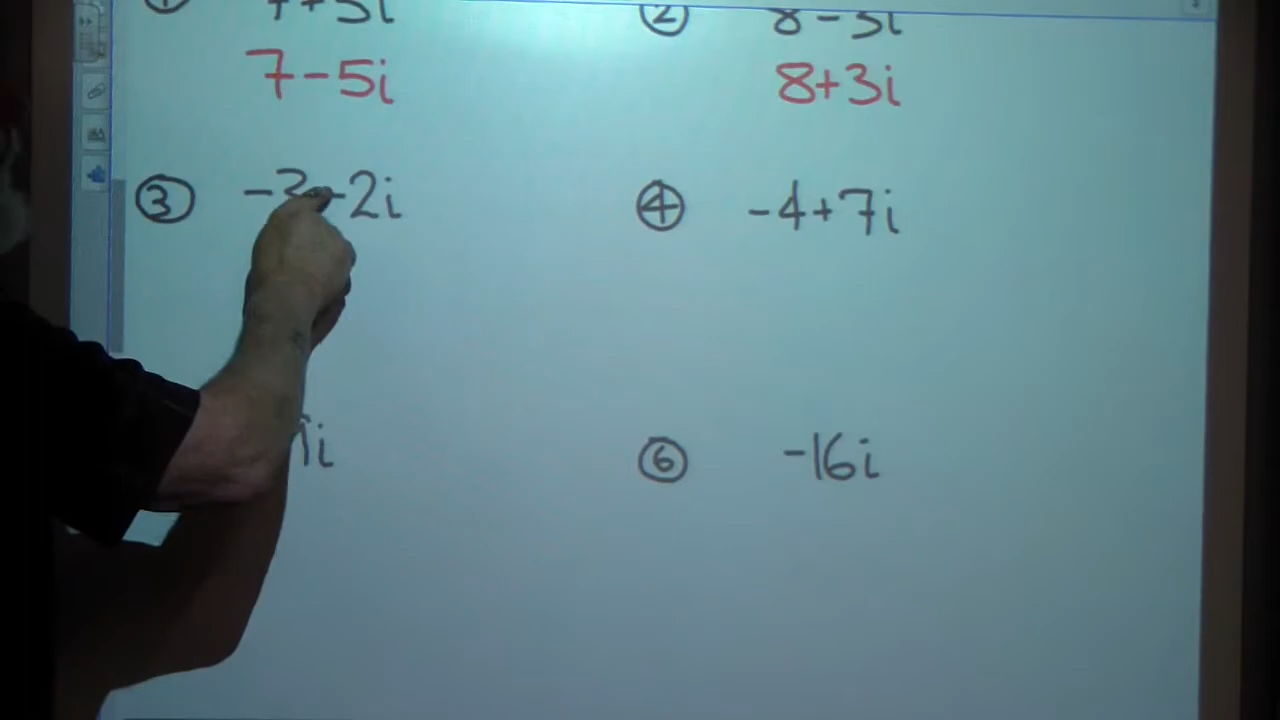 ① 7+5i ② 8-3i
7-5i 8+3i
③ -3-2i ④ -4+7i
i ⑥ -16i